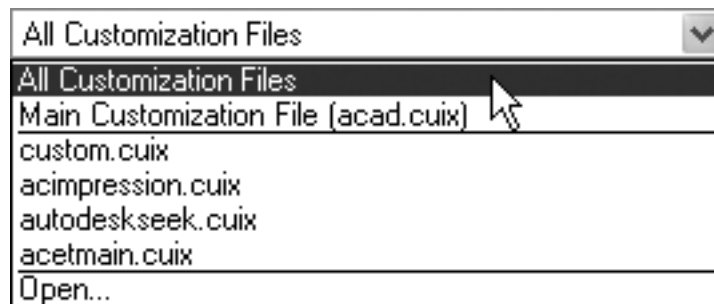 All Customization Files
All Customization Files
Main Customization File (acad.cuix)
custom.cuix
acimpression.cuix
autodeskseek.cuix
acetmain.cuix
Open...